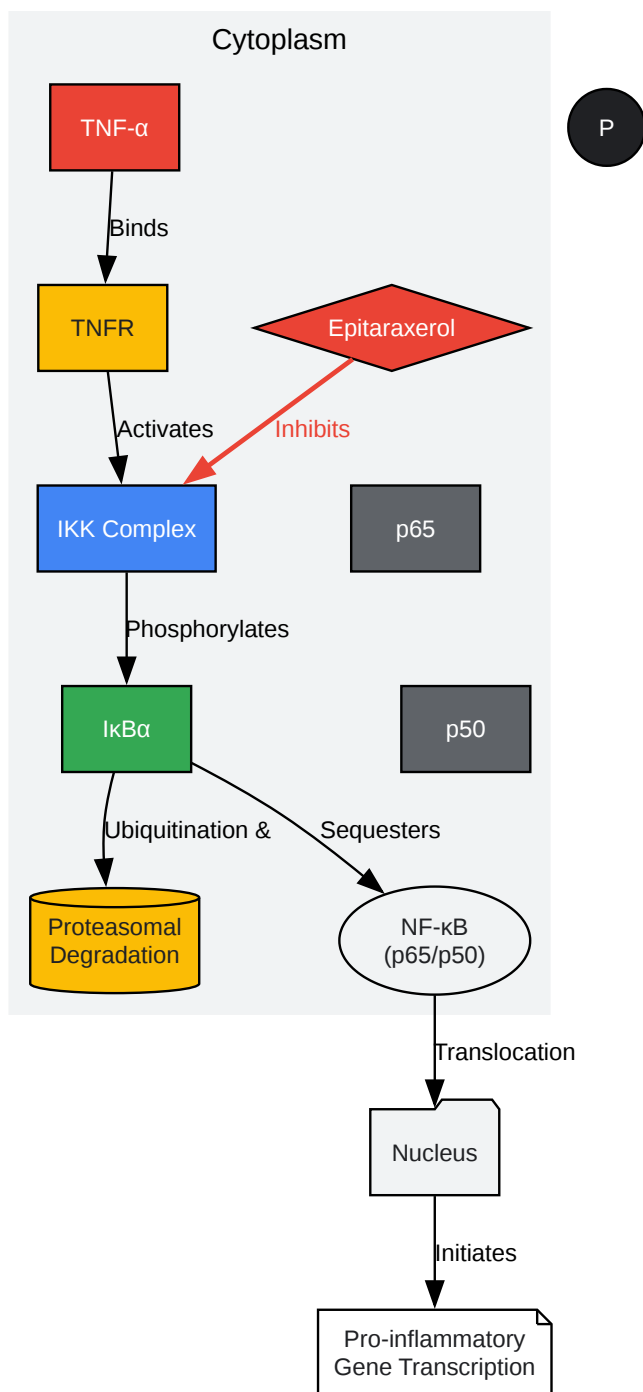 Cytoplasm
TNF-α
P
Binds
TNFR
Epitaraxerol
Activates
Inhibits
IKK Complex
p65
Phosphorylates
IκBα
p50
Ubiquitination &
Sequesters
Proteasomal
Degradation
NF-κB
(p65/p50)
Translocation
Nucleus
Initiates
Pro-inflammatory
Gene Transcription